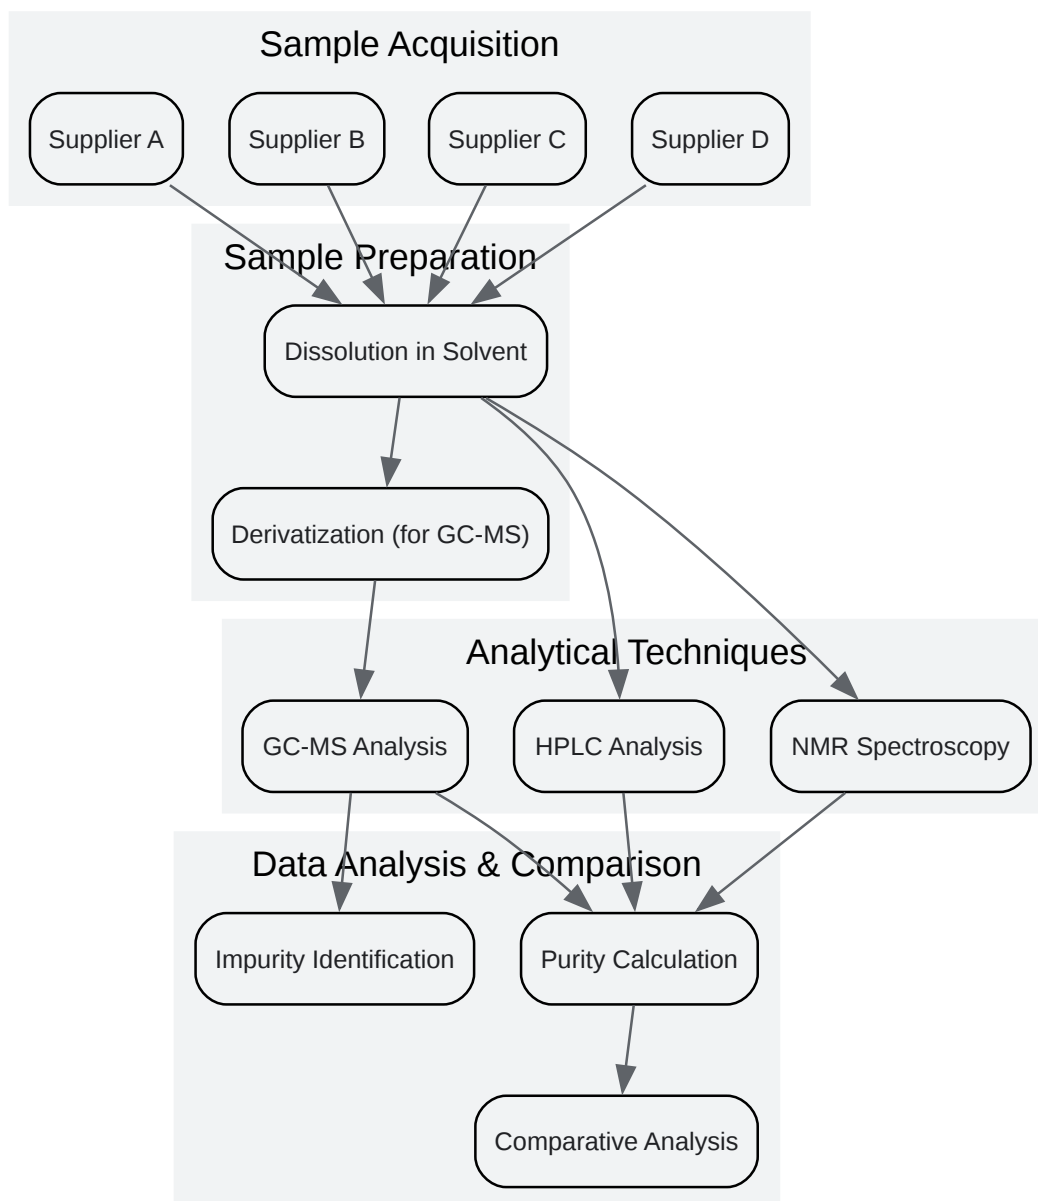 Sample Acquisition
Supplier A
Supplier B
Supplier C
Supplier D
Sample Preparation
Dissolution in Solvent
Derivatization (for GC-MS)
Analytical Techniques
GC-MS Analysis
HPLC Analysis
NMR Spectroscopy
Data Analysis & Comparison
Impurity Identification
Purity Calculation
Comparative Analysis